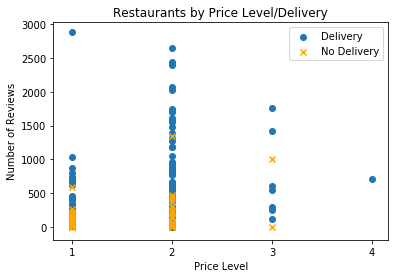 Restaurants by Price Level/Delivery
Delivery
No Delivery
Number of Reviews
3000
2500
2000
1500
1000
500
0
1
2
3
4
Price Level